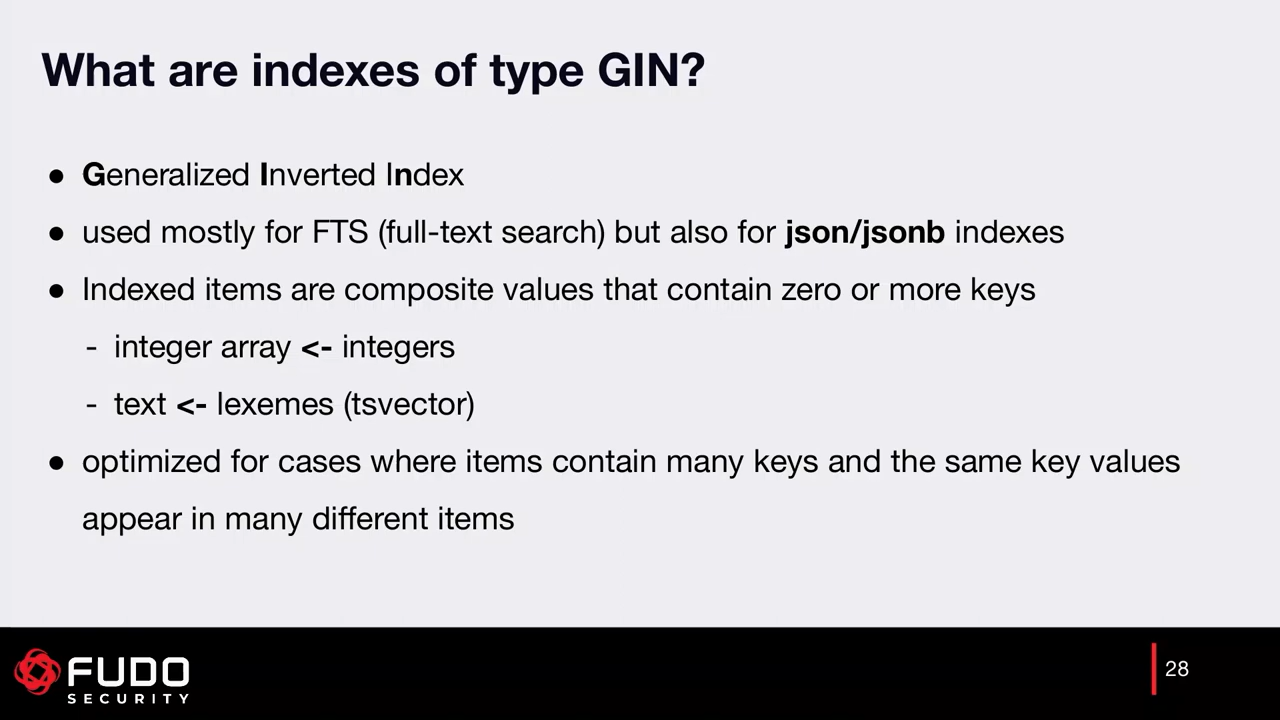 What are indexes of type GIN?
● Generalized Inverted Index
● used mostly for FTS (full-text search) but also for json/jsonb indexes
● Indexed items are composite values that contain zero or more keys
- integer array <- integers
- text <- lexemes (tsvector)
● optimized for cases where items contain many keys and the same key values
appear in many different items
FUDO
SECURITY
28